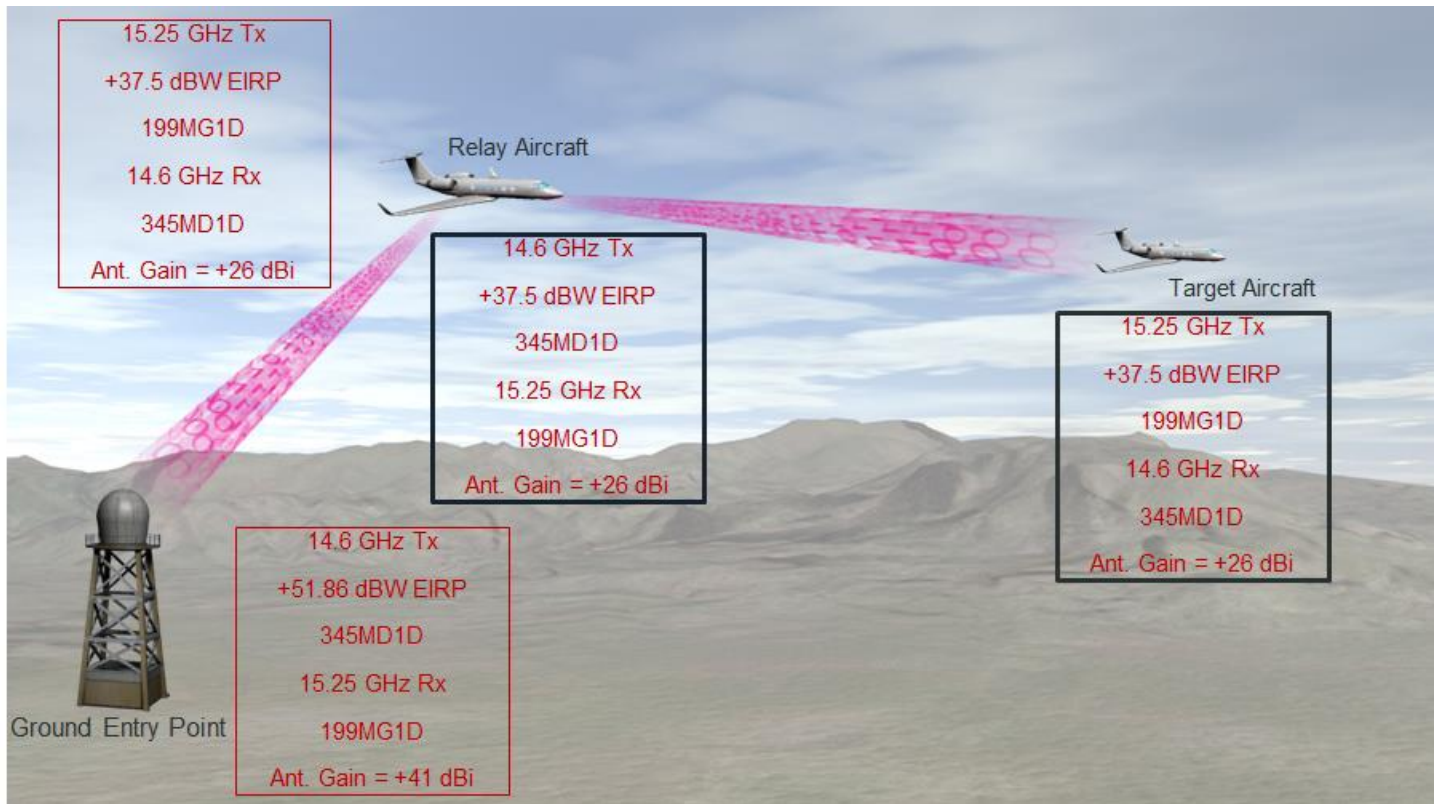 15.25 GHz Tx
+37.5 dBW EIRP
199MG1D
14.6 GHz Rx
345MD1D
Ant. Gain = +26 dBi
Relay Aircraft
14.6 GHz Tx
+37.5 dBW EIRP
345MD1D
15.25 GHz Rx
199MG1D
Ant. Gain = +26 dBi
Target Aircraft
15.25 GHz Tx
+37.5 dBW EIRP
199MG1D
14.6 GHz Rx
345MD1D
Ant. Gain = +26 dBi
Ground Entry Point
14.6 GHz Tx
+51.86 dBW EIRP
345MD1D
15.25 GHz Rx
199MG1D
Ant. Gain = +41 dBi